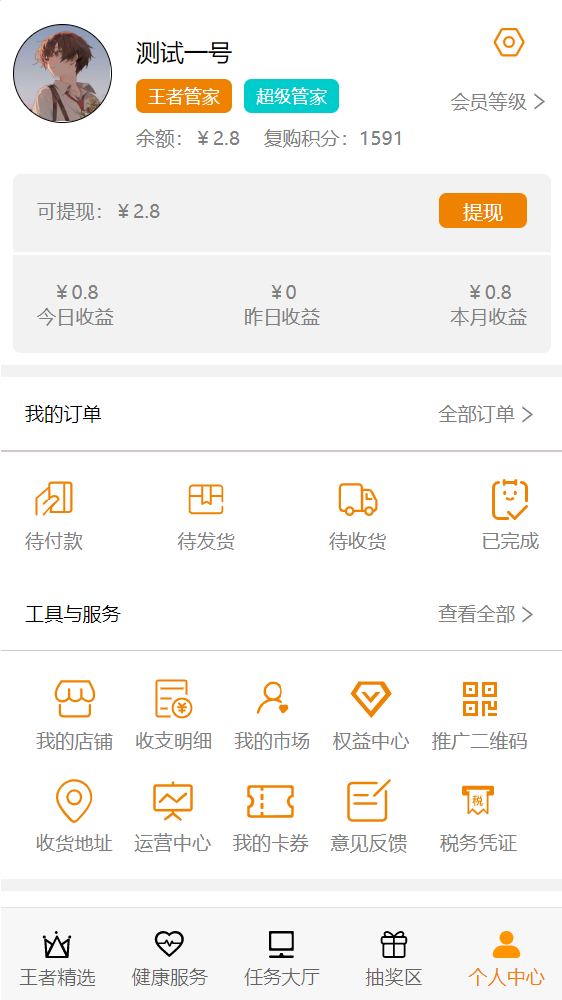 测试一号
王者管家 超级管家
会员等级
余额：￥2.8 复购积分：1591
可提现：￥2.8 提现
￥0.8 ￥0 ￥0.8
今日收益 昨日收益 本月收益
我的订单 全部订单
待付款 待发货 待收货 已完成
工具与服务 查看全部
我的店铺 收支明细 我的市场 权益中心 推广二维码
税
收货地址 运营中心 我的卡券 意见反馈 税务凭证
王者精选 健康服务 任务大厅 抽奖区 个人中心